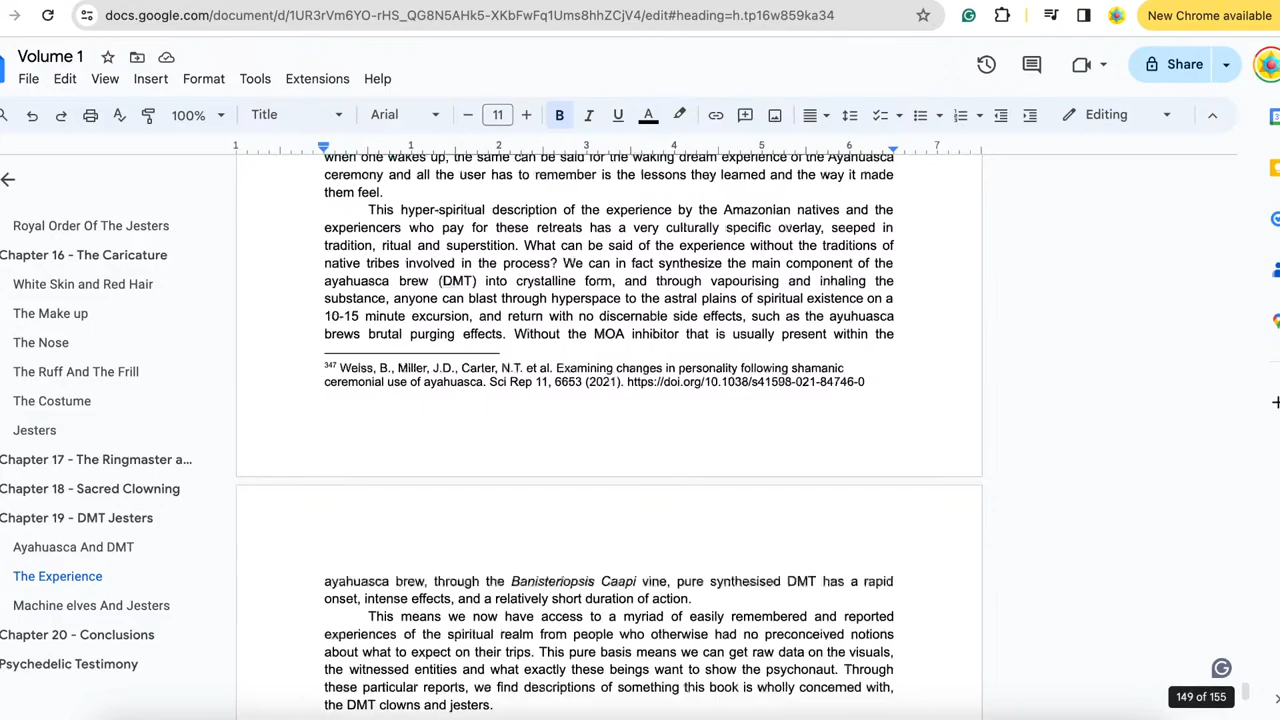 docs.google.com/document/d/1UR3rVm6YO-rHS_QG8N5AHk5-XKbFwFq1Ums8hhZCjV4/edit#heading=h.tp16w859ka34
New Chrome available
Volume 1
File Edit View Insert Format Tools Extensions Help
Share
100% Title Arial 11 B I U A Editing
1 1 2 3 4 5 6 7
Royal Order Of The Jesters
Chapter 16 - The Caricature
White Skin and Red Hair
The Make up
The Nose
The Ruff And The Frill
The Costume
Jesters
Chapter 17 - The Ringmaster a...
Chapter 18 - Sacred Clowning
Chapter 19 - DMT Jesters
Ayahuasca And DMT
The Experience
Machine elves And Jesters
Chapter 20 - Conclusions
Psychedelic Testimony
when one wakes up, the same can be said for the waking dream experience of the Ayahuasca
ceremony and all the user has to remember is the lessons they learned and the way it made
them feel.
This hyper-spiritual description of the experience by the Amazonian natives and the
experiencers who pay for these retreats has a very culturally specific overlay, seeped in
tradition, ritual and superstition. What can be said of the experience without the traditions of
native tribes involved in the process? We can in fact synthesize the main component of the
ayahuasca brew (DMT) into crystalline form, and through vapourising and inhaling the
substance, anyone can blast through hyperspace to the astral plains of spiritual existence on a
10-15 minute excursion, and return with no discernable side effects, such as the ayuhuasca
brews brutal purging effects. Without the MOA inhibitor that is usually present within the
347 Weiss, B., Miller, J.D., Carter, N.T. et al. Examining changes in personality following shamanic
ceremonial use of ayahuasca. Sci Rep 11, 6653 (2021). https://doi.org/10.1038/s41598-021-84746-0
ayahuasca brew, through the Banisteriopsis Caapi vine, pure synthesised DMT has a rapid
onset, intense effects, and a relatively short duration of action.
This means we now have access to a myriad of easily remembered and reported
experiences of the spiritual realm from people who otherwise had no preconceived notions
about what to expect on their trips. This pure basis means we can get raw data on the visuals,
the witnessed entities and what exactly these beings want to show the psychonaut. Through
these particular reports, we find descriptions of something this book is wholly concerned with,
the DMT clowns and jesters.
149 of 155